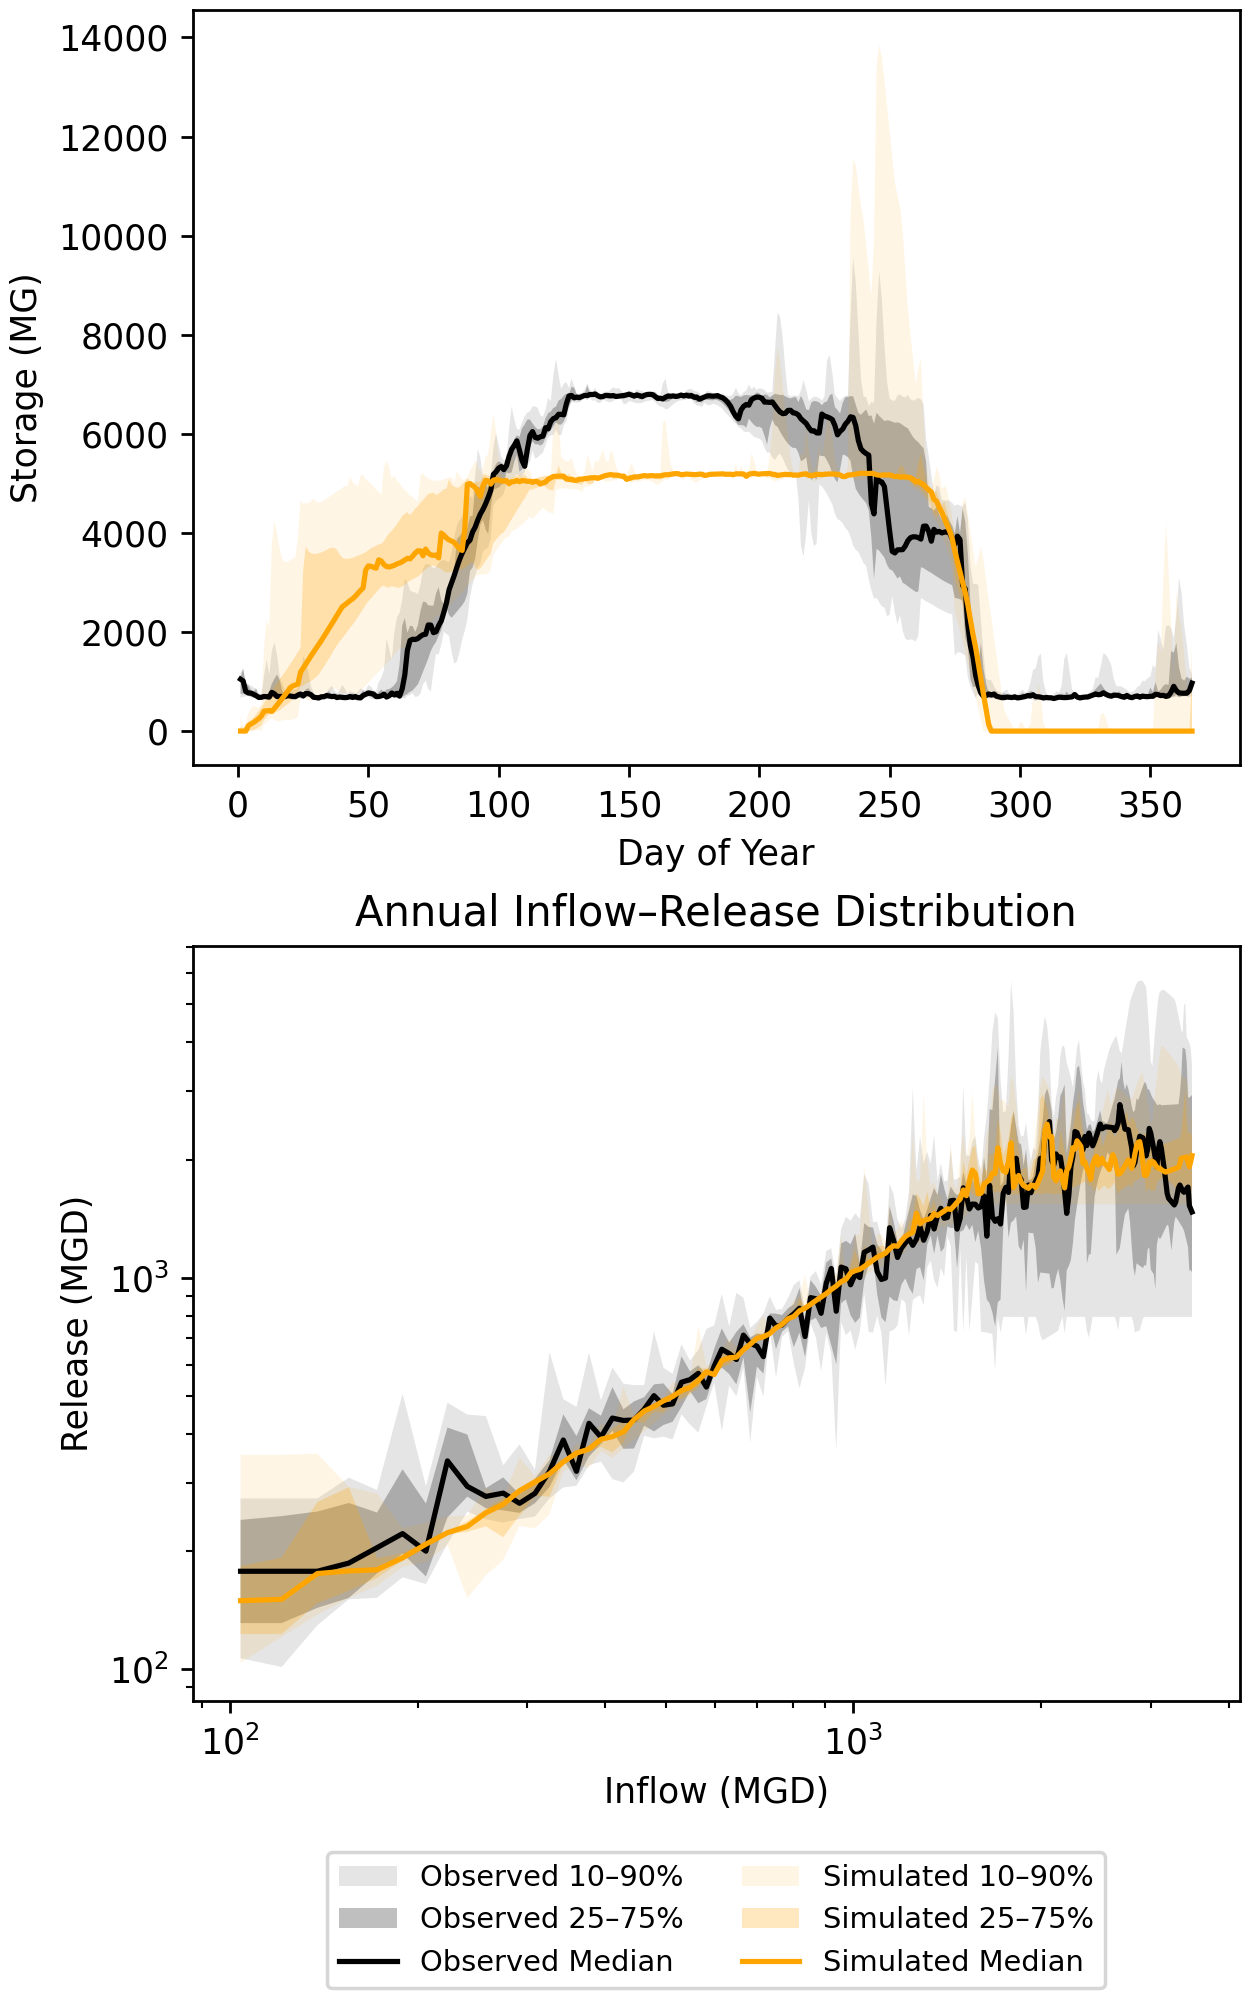 14000
12000
10000
8000
6000
4000
2000
0
Storage (MG)
0 50 100 150 200 250 300 350
Day of Year
Annual Inflow–Release Distribution
10³
10²
Release (MGD)
10² 10³
Inflow (MGD)
Observed 10–90% Simulated 10–90%
Observed 25–75% Simulated 25–75%
Observed Median Simulated Median